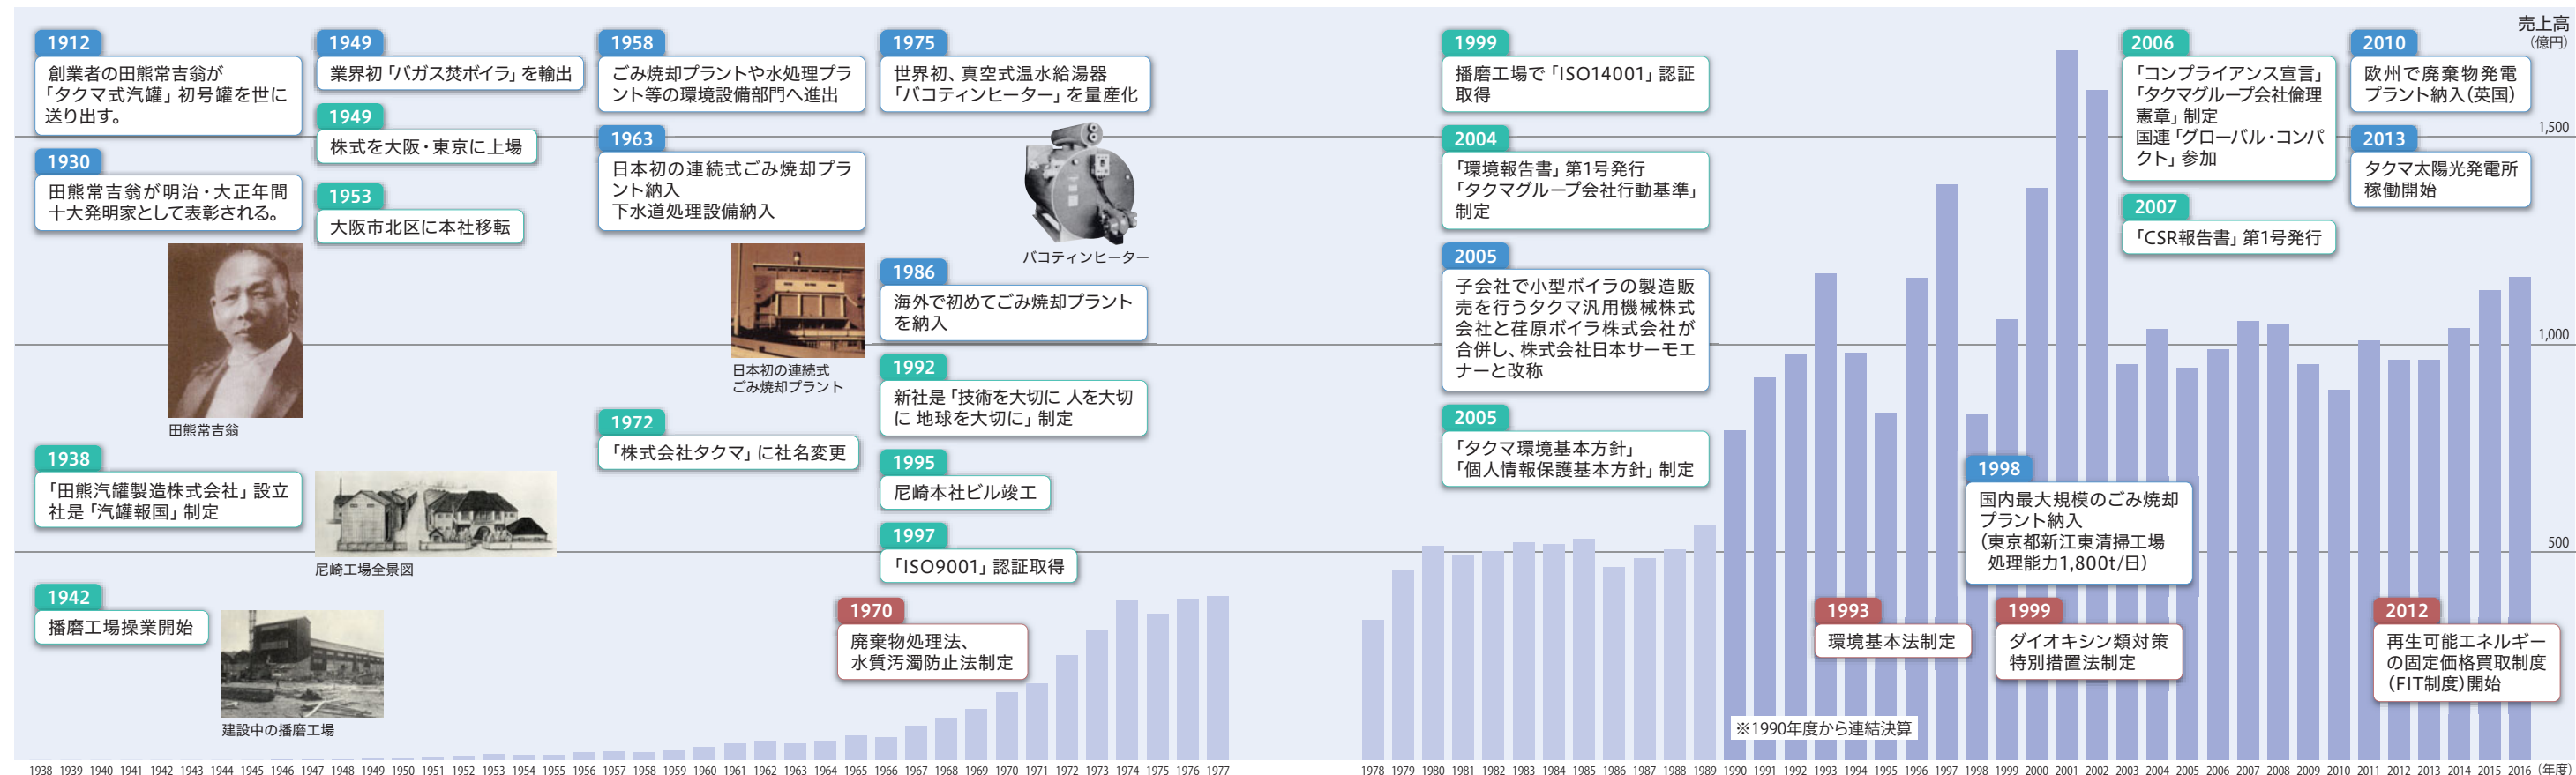 1912
創業者の田熊常吉翁が
「タクマ式汽罐」初号罐を世に
送り出す。
1930
田熊常吉翁が明治・大正年間
十大発明家として表彰される。
田熊常吉翁
1938
「田熊汽罐製造株式会社」設立
社是「汽罐報国」制定
1942
播磨工場操業開始
建設中の播磨工場
1949
業界初「バガス焚ボイラ」を輸出
1949
株式を大阪・東京に上場
1953
大阪市北区に本社移転
尼崎工場全景図
1958
ごみ焼却プラントや水処理プラ
ント等の環境設備部門へ進出
1963
日本初の連続式ごみ焼却プラ
ント納入
下水道処理設備納入
日本初の連続式
ごみ焼却プラント
1972
「株式会社タクマ」に社名変更
1970
廃棄物処理法、
水質汚濁防止法制定
1975
世界初、真空式温水給湯器
「バコティンヒーター」を量産化
バコティンヒーター
1986
海外で初めてごみ焼却プラント
を納入
1992
新社是「技術を大切に 人を大切
に 地球を大切に」制定
1995
尼崎本社ビル竣工
1997
「ISO9001」認証取得
1999
播磨工場で「ISO14001」認証
取得
2004
「環境報告書」第1号発行
「タクマグループ会社行動基準」
制定
2005
子会社で小型ボイラの製造販
売を行うタクマ汎用機械株式
会社と荏原ボイラ株式会社が
合併し、株式会社日本サーモエ
ナーと改称
2005
「タクマ環境基本方針」
「個人情報保護基本方針」制定
1998
国内最大規模のごみ焼却
プラント納入
(東京都新江東清掃工場
処理能力1,800t/日)
1993
環境基本法制定
1999
ダイオキシン類対策
特別措置法制定
※1990年度から連結決算
2006
「コンプライアンス宣言」
「タクマグループ会社倫理
憲章」制定
国連「グローバル・コンパ
クト」参加
2007
「CSR報告書」第1号発行
2010
欧州で廃棄物発電
プラント納入(英国)
2013
タクマ太陽光発電所
稼働開始
2012
再生可能エネルギー
の固定価格買取制度
(FIT制度)開始
売上高
(億円)
1,500
1,000
500
1938 1939 1940 1941 1942 1943 1944 1945 1946 1947 1948 1949 1950 1951 1952 1953 1954 1955 1956 1957 1958 1959 1960 1961 1962 1963 1964 1965 1966 1967 1968 1969 1970 1971 1972 1973 1974 1975 1976 1977 1978 1979 1980 1981 1982 1983 1984 1985 1986 1987 1988 1989 1990 1991 1992 1993 1994 1995 1996 1997 1998 1999 2000 2001 2002 2003 2004 2005 2006 2007 2008 2009 2010 2011 2012 2013 2014 2015 2016 (年度)